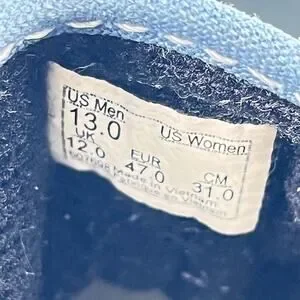 US Men US Women
13.0
UK EUR CM.
12.0 47.0 31.0
Made in Vietnam